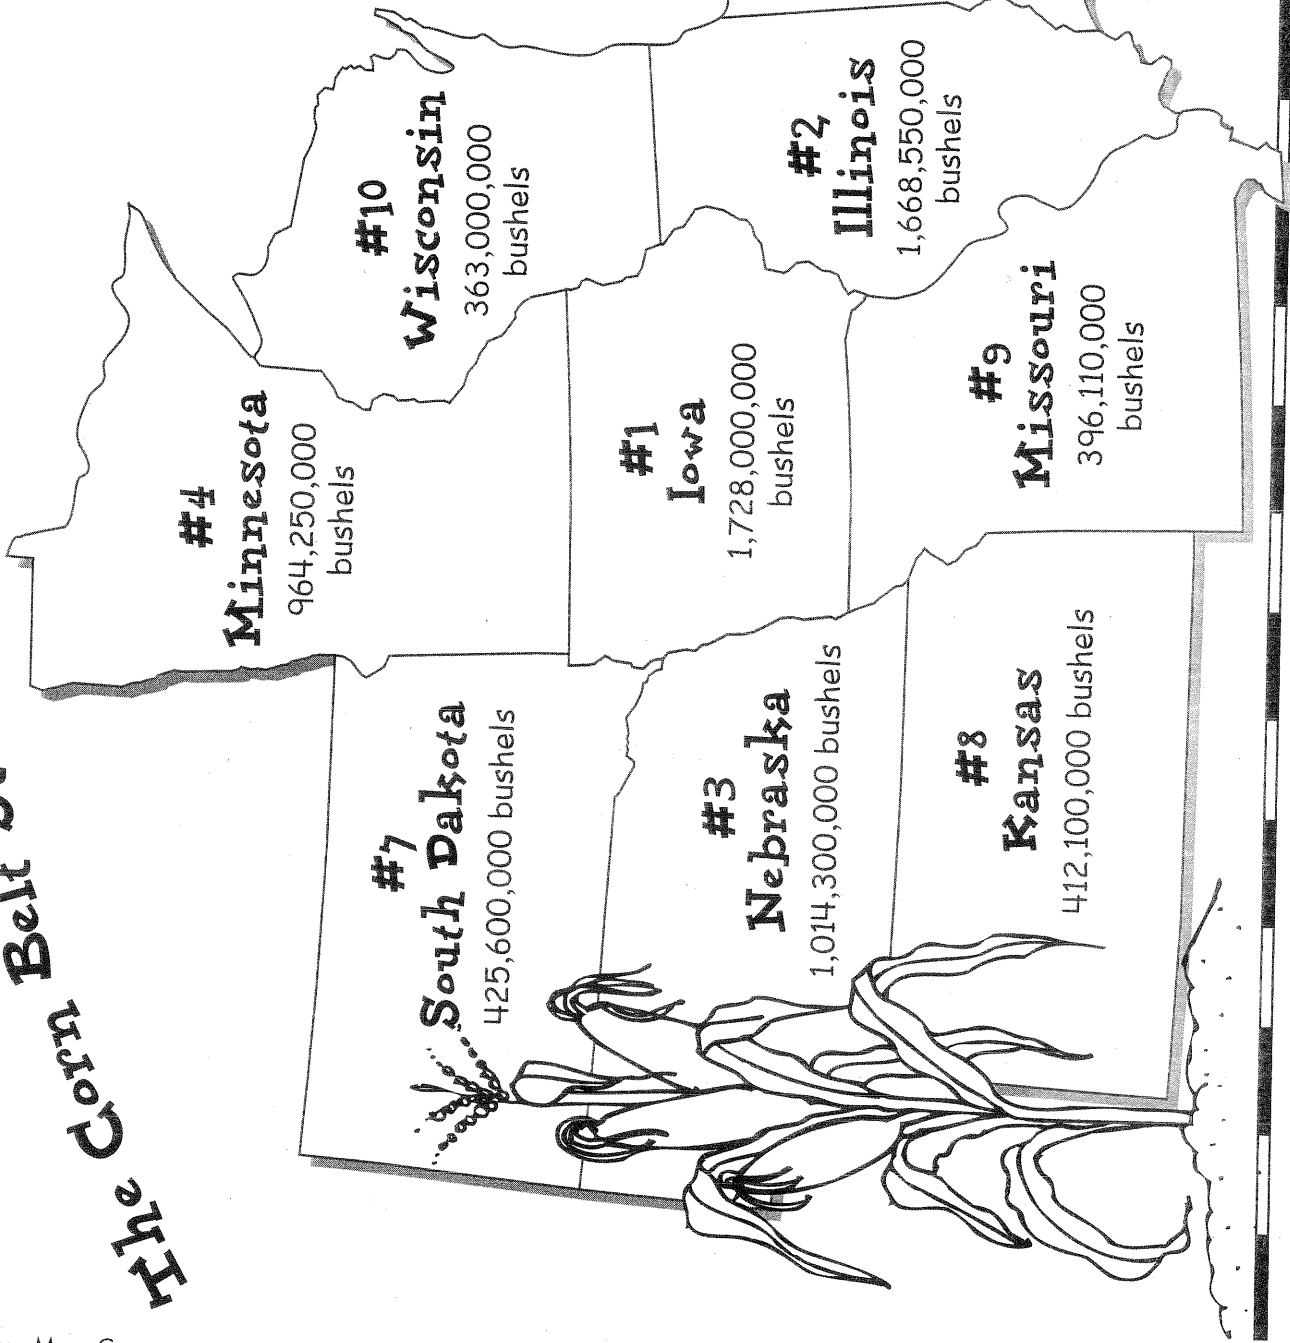 The Corn Belt
#4
Minnesota
964,250,000
bushels
#10
Wisconsin
363,000,000
bushels
#7
South Dakota
425,600,000 bushels
#1
Iowa
1,728,000,000
bushels
#2
Illinois
1,668,550,000
bushels
#3
Nebraska
1,014,300,000 bushels
#9
Missouri
396,110,000
bushels
#8
Kansas
412,100,000 bushels